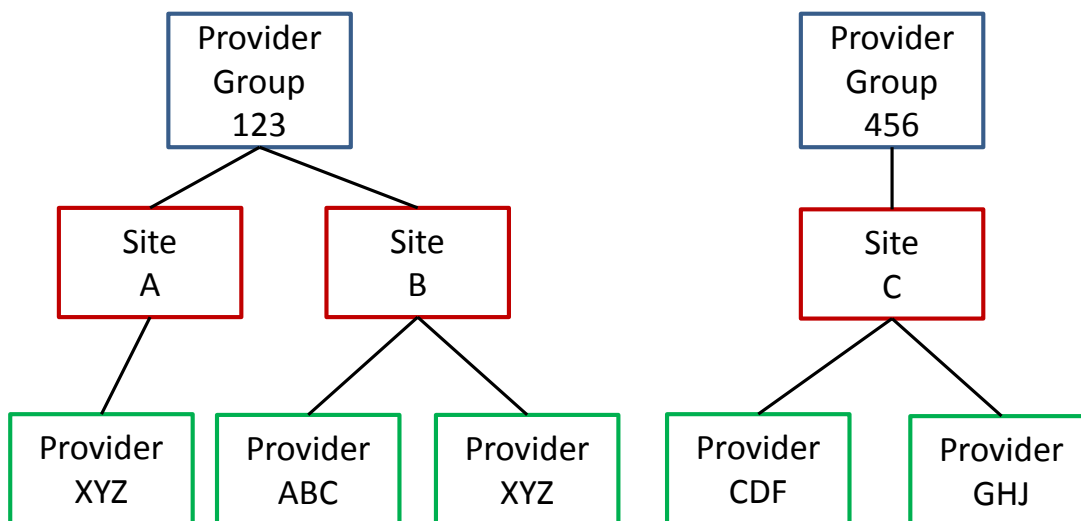 Provider
Group
123
Provider
Group
456
Site
A
Site
B
Site
C
Provider
XYZ
Provider
ABC
Provider
XYZ
Provider
CDF
Provider
GHJ